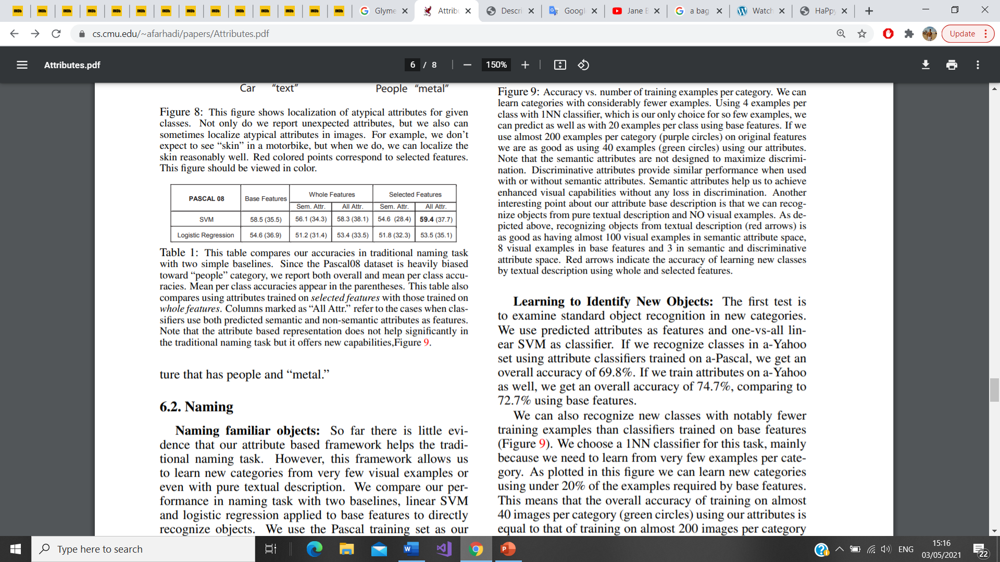 IMDb IMDb IMDb IMDb IMDb IMDb IMDb IMDb IMDb IMDb IMDb IMDb IMDb IMDb
Glyme
Attrib
Descri
Googl
Jane E
a bag
Watch
HaPpy
cs.cmu.edu/~afarhadi/papers/Attributes.pdf
Update
Attributes.pdf
6 / 8
150%
Car “text” People “metal”
Figure 8: This figure shows localization of atypical attributes for given
classes. Not only do we report unexpected attributes, but we also can
sometimes localize atypical attributes in images. For example, we don’t
expect to see “skin” in a motorbike, but when we do, we can localize the
skin reasonably well. Red colored points correspond to selected features.
This figure should be viewed in color.
PASCAL 08 Base Features Whole Features Selected Features
Sem. Attr. All Attr. Sem. Attr. All Attr.
SVM 58.5 (35.5) 56.1 (34.3) 58.3 (38.1) 54.6 (28.4) 59.4 (37.7)
Logistic Regression 54.6 (36.9) 51.2 (31.4) 53.4 (33.5) 51.8 (32.3) 53.5 (35.1)
Table 1: This table compares our accuracies in traditional naming task
with two simple baselines. Since the Pascal08 dataset is heavily biased
toward “people” category, we report both overall and mean per class accu-
racies. Mean per class accuracies appear in the parentheses. This table also
compares using attributes trained on selected features with those trained on
whole features. Columns marked as “All Attr.” refer to the cases when clas-
sifiers use both predicted semantic and non-semantic attributes as features.
Note that the attribute based representation does not help significantly in
the traditional naming task but it offers new capabilities,Figure 9.
ture that has people and “metal.”
6.2. Naming
Naming familiar objects: So far there is little evi-
dence that our attribute based framework helps the tradi-
tional naming task. However, this framework allows us
to learn new categories from very few visual examples or
even with pure textual description. We compare our per-
formance in naming task with two baselines, linear SVM
and logistic regression applied to base features to directly
recognize objects. We use the Pascal training set as our
Figure 9: Accuracy vs. number of training examples per category. We can
learn categories with considerably fewer examples. Using 4 examples per
class with 1NN classifier, which is our only choice for so few examples, we
can predict as well as with 20 examples per class using base features. If we
use almost 200 examples per category (purple circles) on original features
we are as good as using 40 examples (green circles) using our attributes.
Note that the semantic attributes are not designed to maximize discrimi-
nation. Discriminative attributes provide similar performance when used
with or without semantic attributes. Semantic attributes help us to achieve
enhanced visual capabilities without any loss in discrimination. Another
interesting point about our attribute base description is that we can recog-
nize objects from pure textual description and NO visual examples. As de-
picted above, recognizing objects from textual description (red arrows) is
as good as having almost 100 visual examples in semantic attribute space,
8 visual examples in base features and 3 in semantic and discriminative
attribute space. Red arrows indicate the accuracy of learning new classes
by textual description using whole and selected features.
Learning to Identify New Objects: The first test is
to examine standard object recognition in new categories.
We use predicted attributes as features and one-vs-all lin-
ear SVM as classifier. If we recognize classes in a-Yahoo
set using attribute classifiers trained on a-Pascal, we get an
overall accuracy of 69.8%. If we train attributes on a-Yahoo
as well, we get an overall accuracy of 74.7%, comparing to
72.7% using base features.
We can also recognize new classes with notably fewer
training examples than classifiers trained on base features
(Figure 9). We choose a 1NN classifier for this task, mainly
because we need to learn from very few examples per cate-
gory. As plotted in this figure we can learn new categories
using under 20% of the examples required by base features.
This means that the overall accuracy of training on almost
40 images per category (green circles) using our attributes is
equal to that of training on almost 200 images per category
Type here to search
ENG
15:16
03/05/2021
22